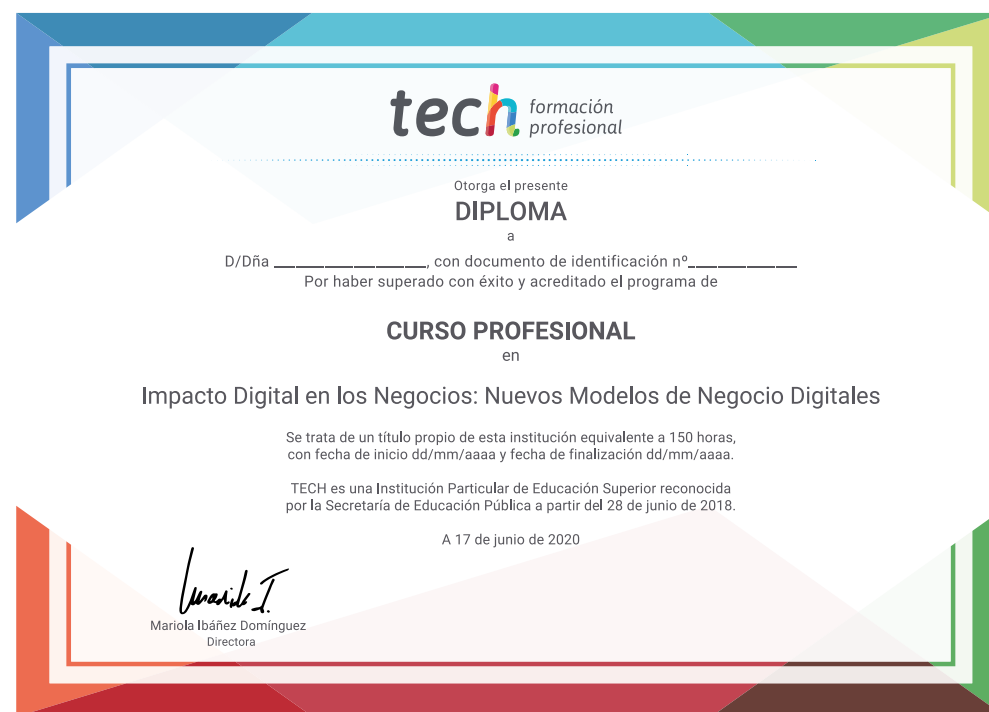 tech formación
profesional
Otorga el presente
DIPLOMA
a
D/Dña ______________, con documento de identificación nº__________
Por haber superado con éxito y acreditado el programa de
CURSO PROFESIONAL
en
Impacto Digital en los Negocios: Nuevos Modelos de Negocio Digitales
Se trata de un título propio de esta institución equivalente a 150 horas,
con fecha de inicio dd/mm/aaaa y fecha de finalización dd/mm/aaaa.
TECH es una Institución Particular de Educación Superior reconocida
por la Secretaría de Educación Pública a partir del 28 de junio de 2018.
A 17 de junio de 2020
Mariola Ibáñez Domínguez
Directora